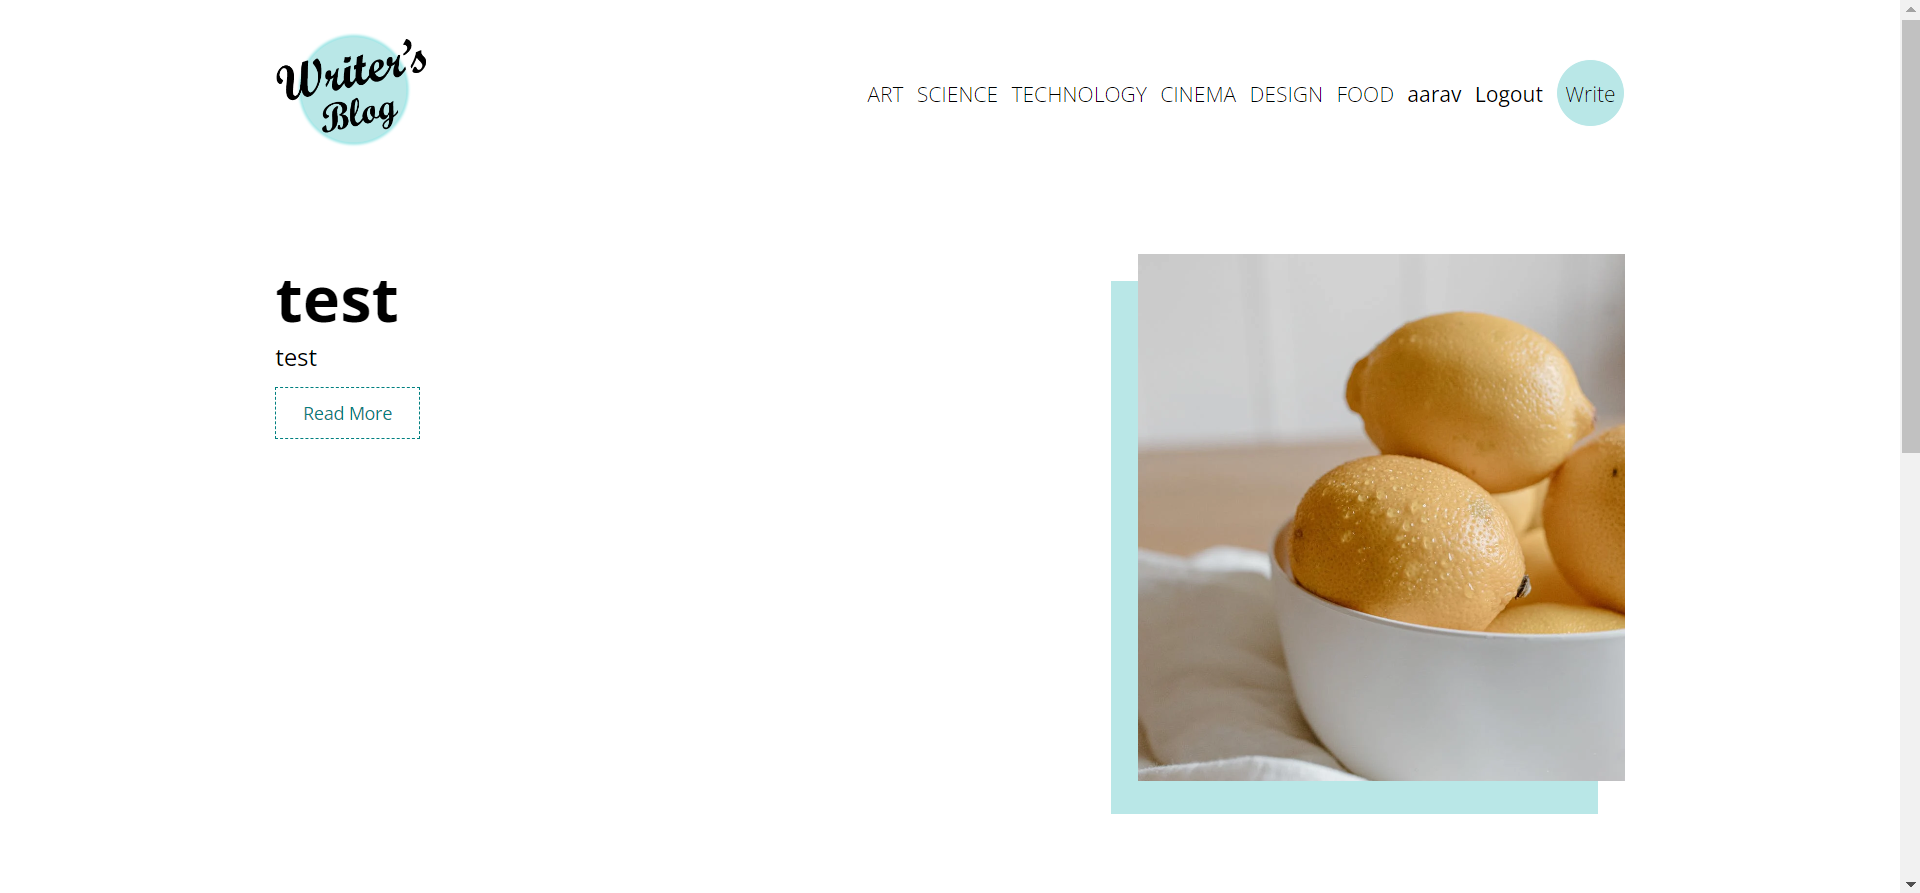 Writer's
Blog
ART SCIENCE TECHNOLOGY CINEMA DESIGN FOOD aarav Logout Write
test
test
Read More